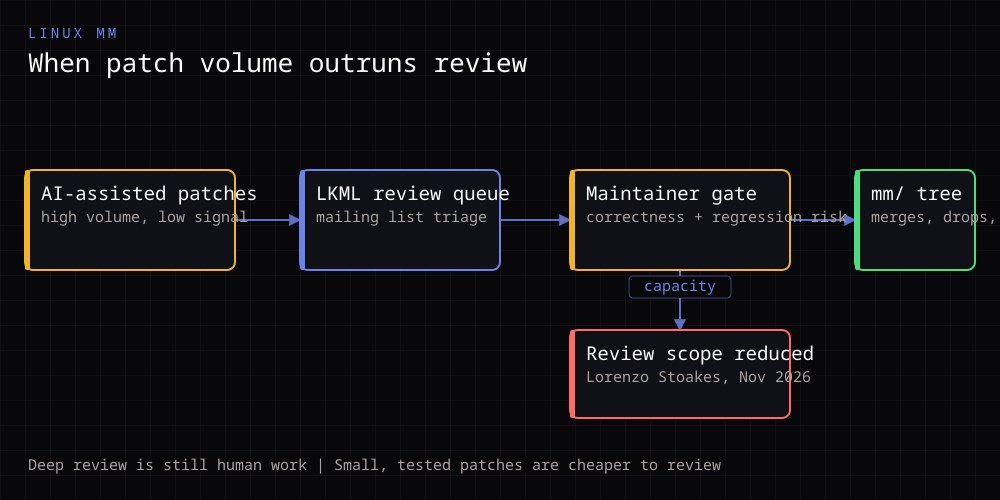 LINUX MM
When patch volume outruns review
AI-assisted patches
high volume, low signal
LKML review queue
mailing list triage
Maintainer gate
correctness + regression risk
mm/ tree
merges, drops,
capacity
Review scope reduced
Lorenzo Stoakes, Nov 2026
Deep review is still human work | Small, tested patches are cheaper to review